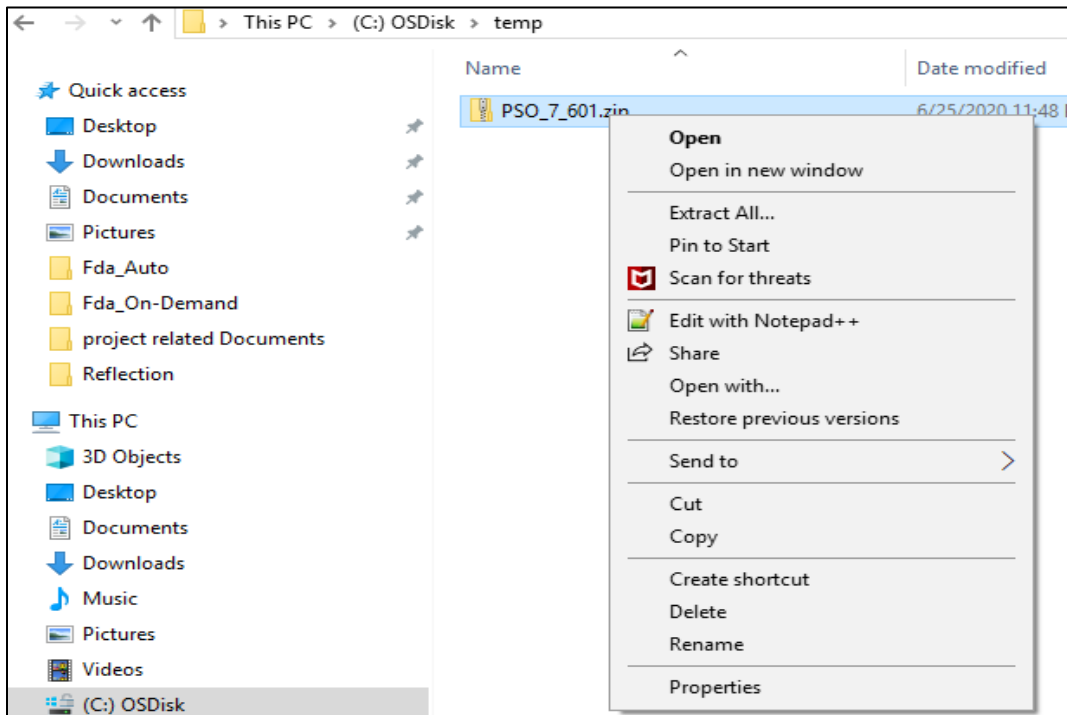 This PC > (C:) OSDisk > temp
Name
Date modified
Quick access
Desktop
Downloads
Documents
Pictures
Fda_Auto
Fda_On-Demand
project related Documents
Reflection
This PC
3D Objects
Desktop
Documents
Downloads
Music
Pictures
Videos
(C:) OSDisk
PSO_7_601.zip
6/25/2020 11:48
Open
Open in new window
Extract All...
Pin to Start
Scan for threats
Edit with Notepad++
Share
Open with...
Restore previous versions
Send to
Cut
Copy
Create shortcut
Delete
Rename
Properties